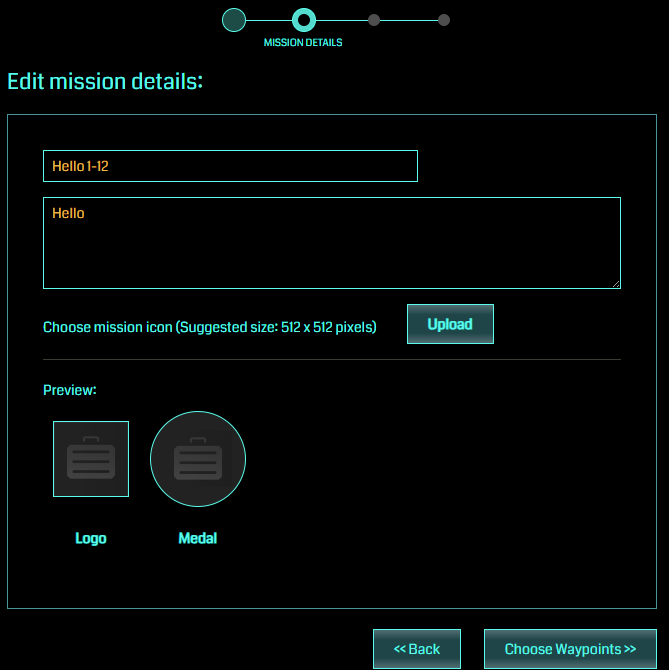 MISSION DETAILS
Edit mission details:
Hello 1-12
Hello
Choose mission icon (Suggested size: 512 x 512 pixels)
Upload
Preview:
Logo
Medal
<< Back
Choose Waypoints >>